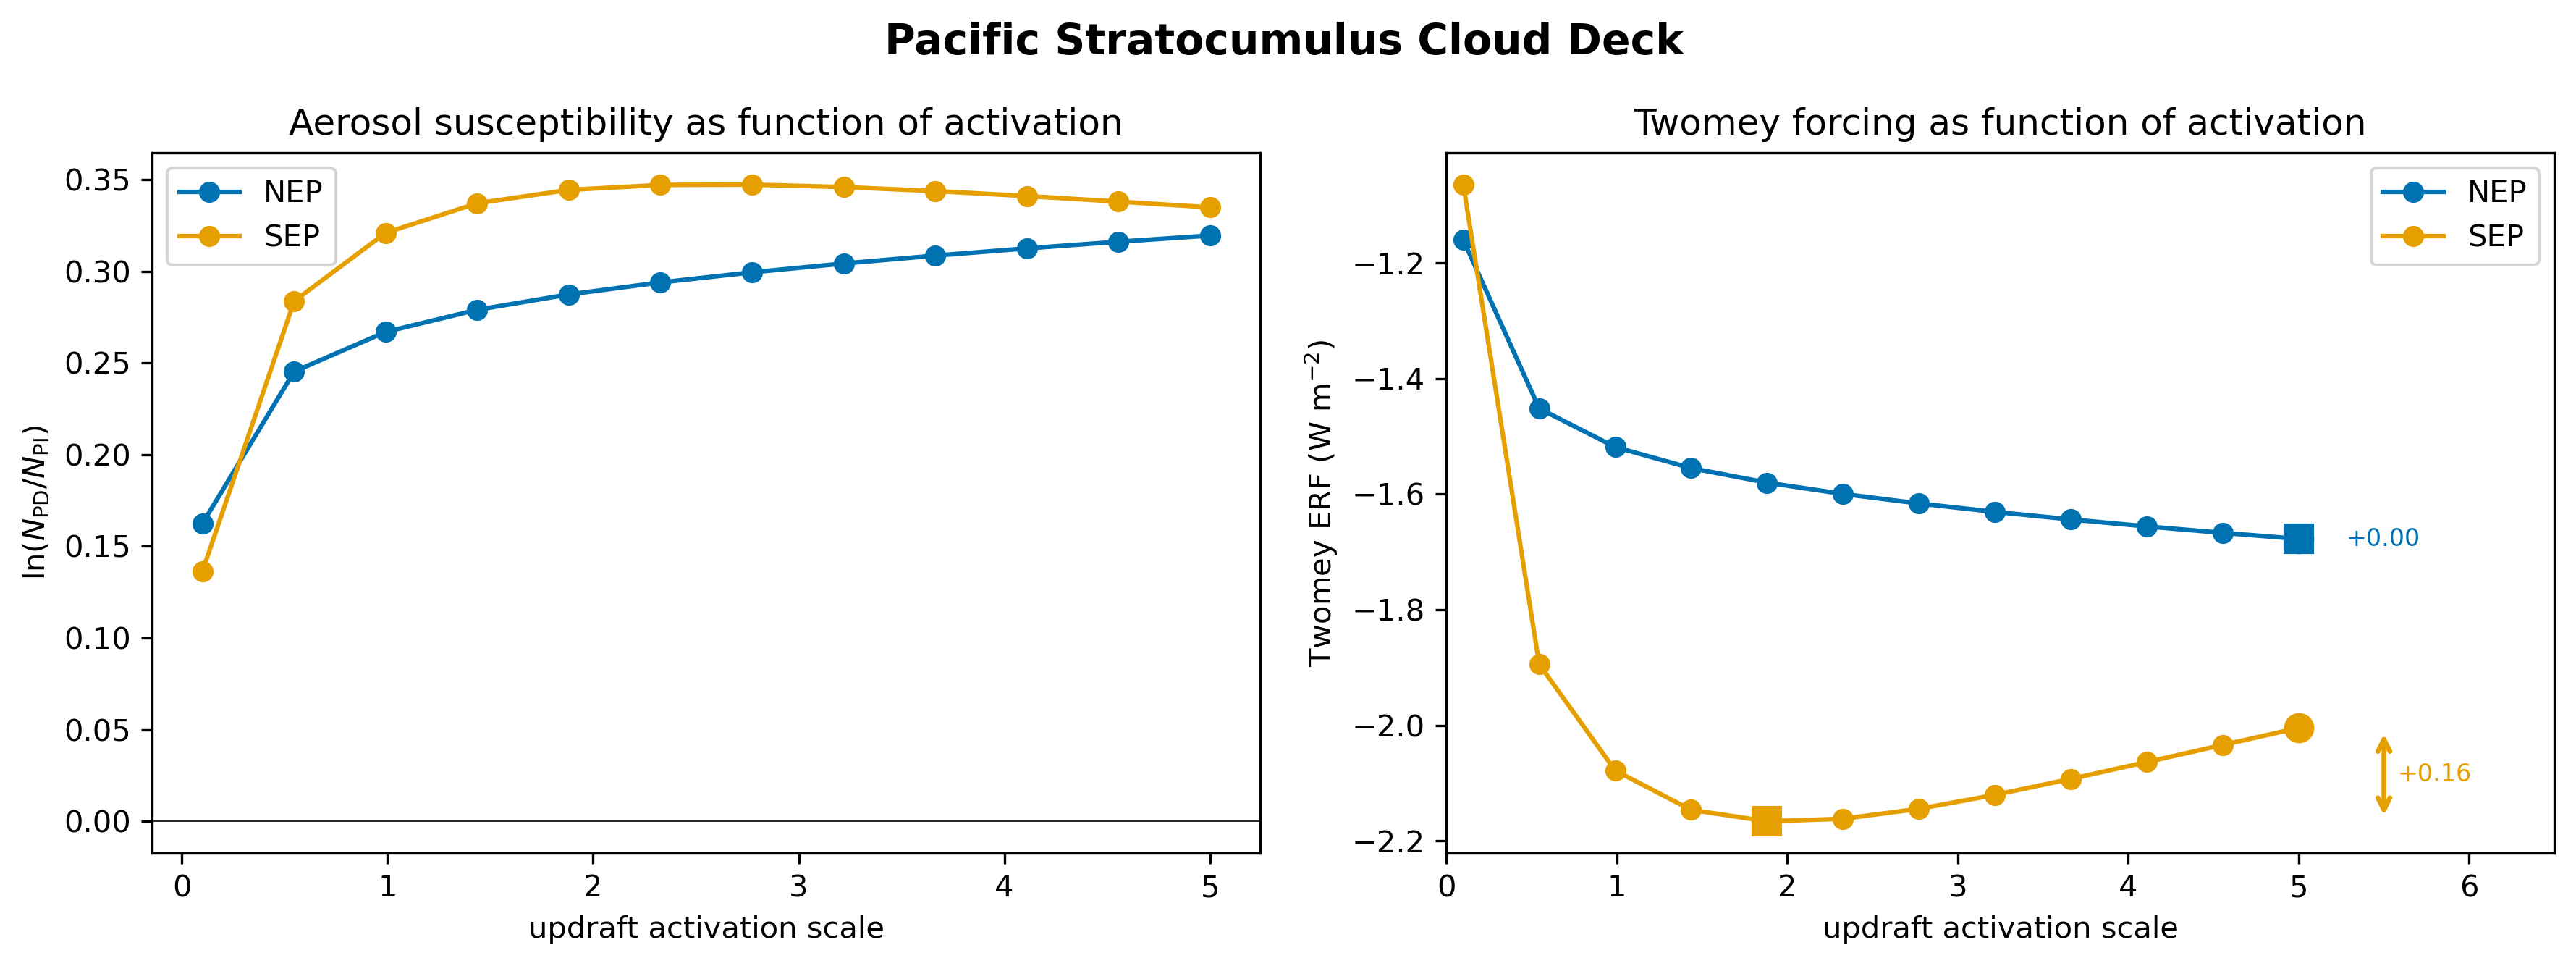 Pacific Stratocumulus Cloud Deck
Aerosol susceptibility as function of activation
NEP
SEP
0.35
0.30
0.25
0.20
0.15
0.10
0.05
0.00
ln(N_PD/N_PI)
0 1 2 3 4 5
updraft activation scale
Twomey forcing as function of activation
NEP
SEP
−1.2
−1.4
−1.6
−1.8
−2.0
−2.2
Twomey ERF (W m⁻²)
+0.00
+0.16
0 1 2 3 4 5 6
updraft activation scale